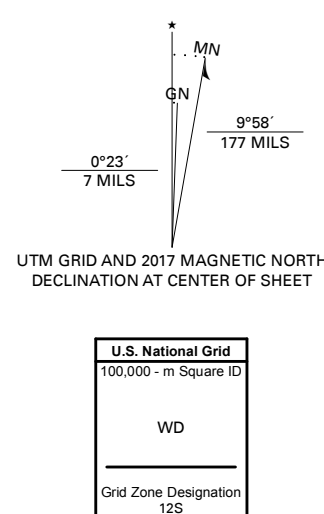 ★
MN
GN
9°58´
177 MILS
0°23´
7 MILS
UTM GRID AND 2017 MAGNETIC NORTH
DECLINATION AT CENTER OF SHEET
U.S. National Grid
100,000 - m Square ID
WD
Grid Zone Designation
12S